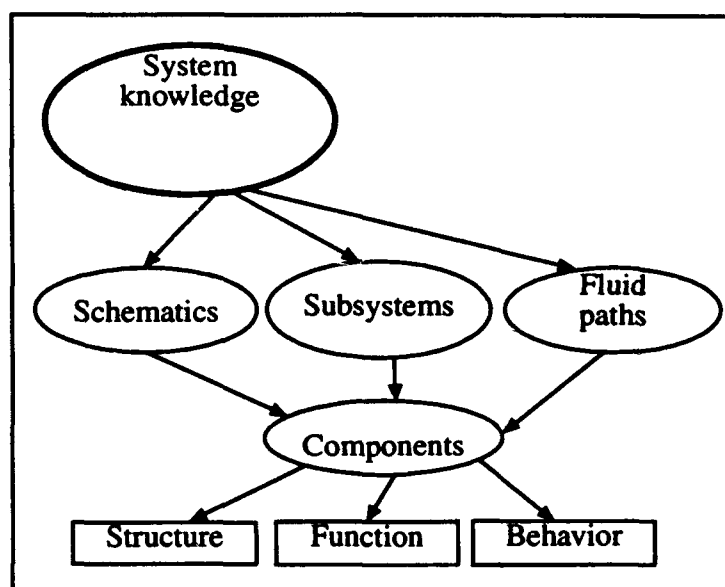 System
knowledge
Schematics
Subsystems
Fluid
paths
Components
Structure
Function
Behavior